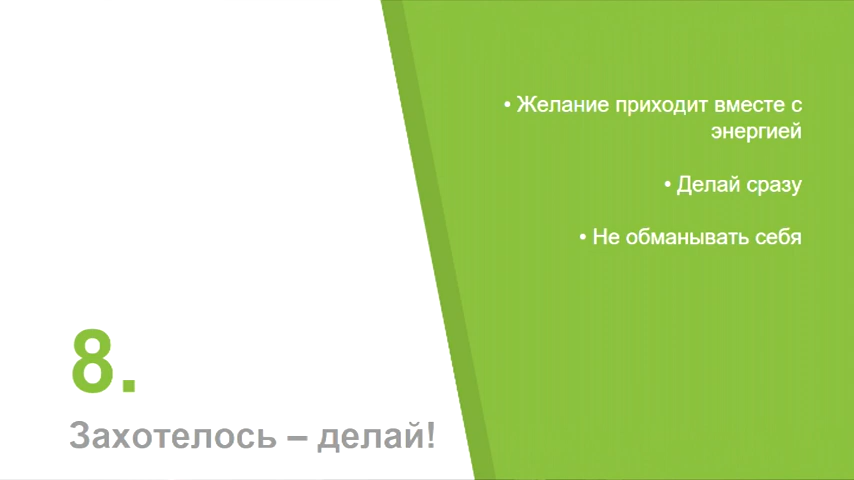 • Желание приходит вместе с
энергией
• Делай сразу
• Не обманывать себя
8.
Захотелось – делай!